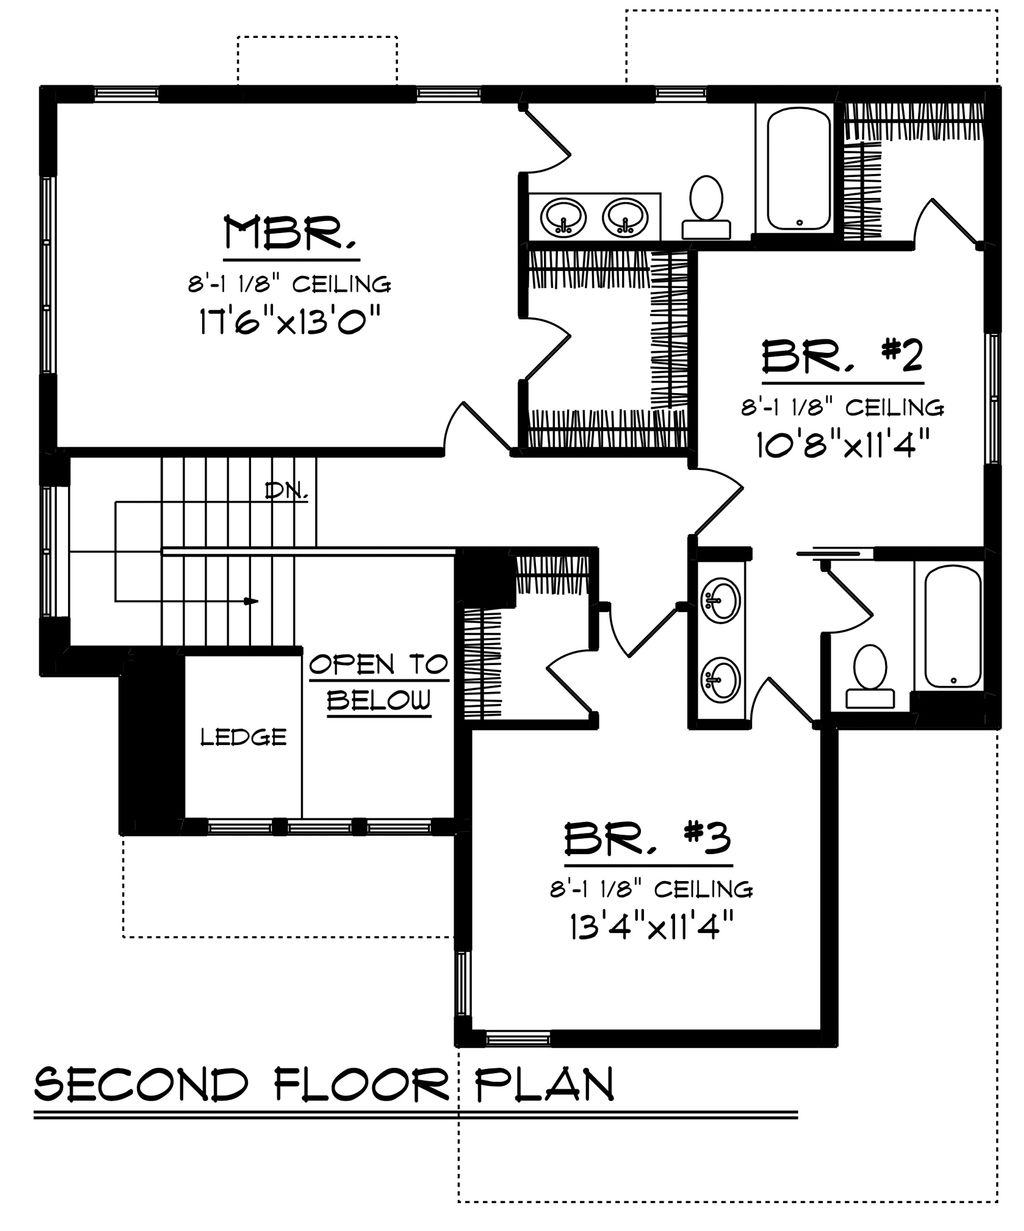 MBR.
8'-1 1/8" CEILING
17'6"x13'0"
BR. #2
8'-1 1/8" CEILING
10'8"x11'4"
DN.
OPEN TO
BELOW
LEDGE
BR. #3
8'-1 1/8" CEILING
13'4"x11'4"
SECOND FLOOR PLAN